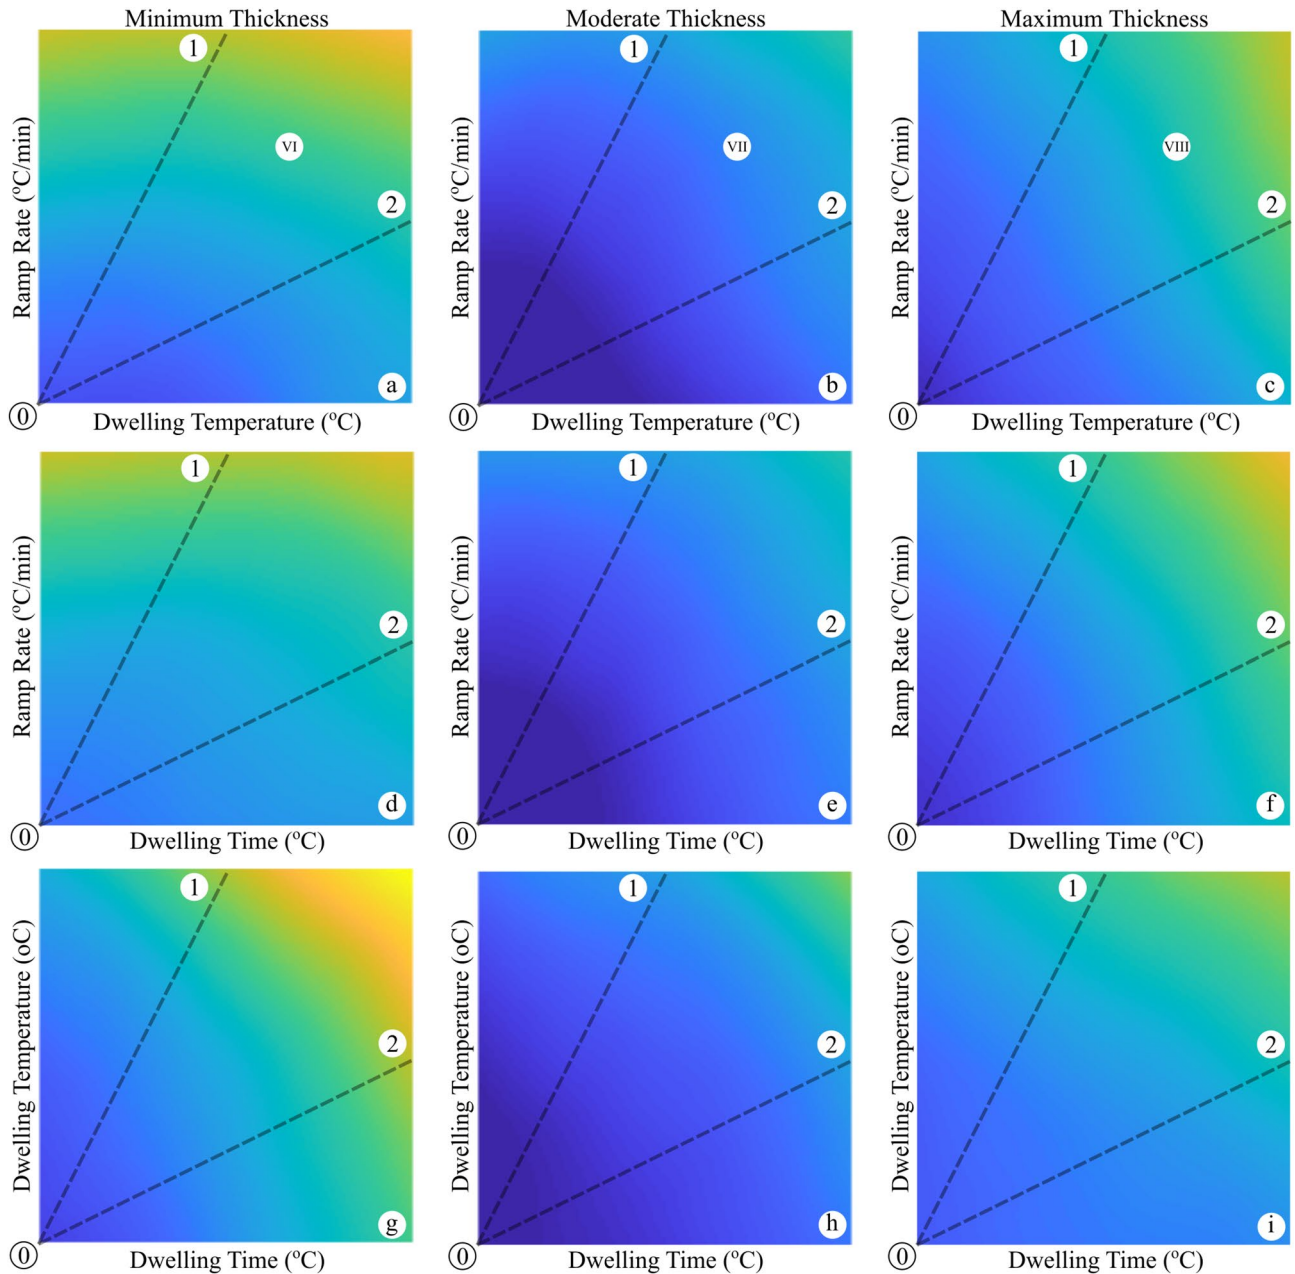 Minimum Thickness
Moderate Thickness
Maximum Thickness
Ramp Rate (ºC/min)
1
VI
2
a
0
Dwelling Temperature (ºC)
Ramp Rate (ºC/min)
1
VII
2
b
0
Dwelling Temperature (ºC)
Ramp Rate (ºC/min)
1
VIII
2
c
0
Dwelling Temperature (ºC)
Ramp Rate (ºC/min)
1
2
d
0
Dwelling Time (ºC)
Ramp Rate (ºC/min)
1
2
e
0
Dwelling Time (ºC)
Ramp Rate (ºC/min)
1
2
f
0
Dwelling Time (ºC)
Dwelling Temperature (oC)
1
2
g
0
Dwelling Time (ºC)
Dwelling Temperature (oC)
1
2
h
0
Dwelling Time (ºC)
Dwelling Temperature (oC)
1
2
i
0
Dwelling Time (ºC)